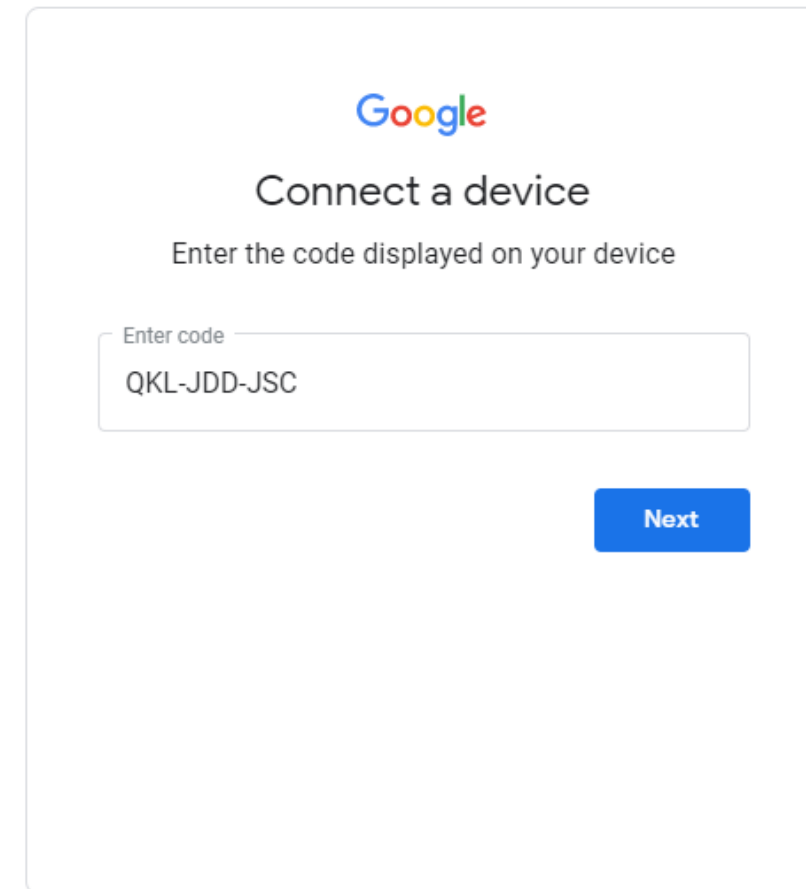 Google
Connect a device
Enter the code displayed on your device
Enter code
QKL-JDD-JSC
Next